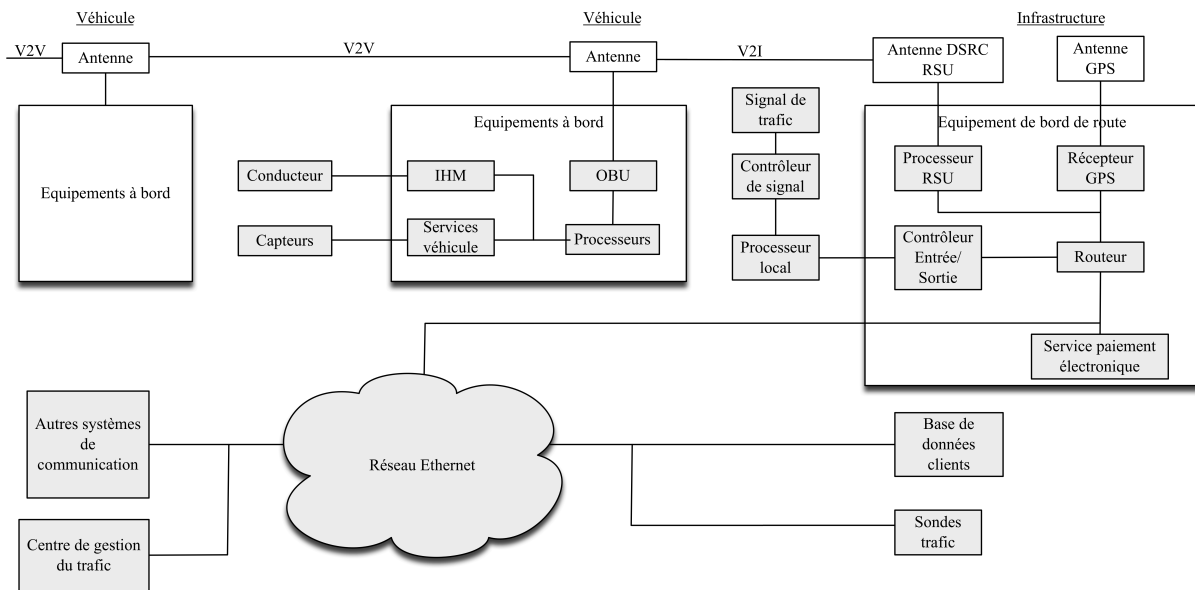 Véhicule
Véhicule
Infrastructure
V2V
Antenne
V2V
Antenne
V2I
Antenne DSRC
RSU
Antenne
GPS
Equipements à bord
Equipements à bord
Conducteur
IHM
OBU
Capteurs
Services
véhicule
Processeurs
Signal de
trafic
Contrôleur
de signal
Processeur
local
Equipement de bord de route
Processeur
RSU
Récepteur
GPS
Contrôleur
Entrée/
Sortie
Routeur
Service paiement
électronique
Autres systèmes
de
communication
Centre de gestion
du trafic
Réseau Ethernet
Base de
données
clients
Sondes
trafic